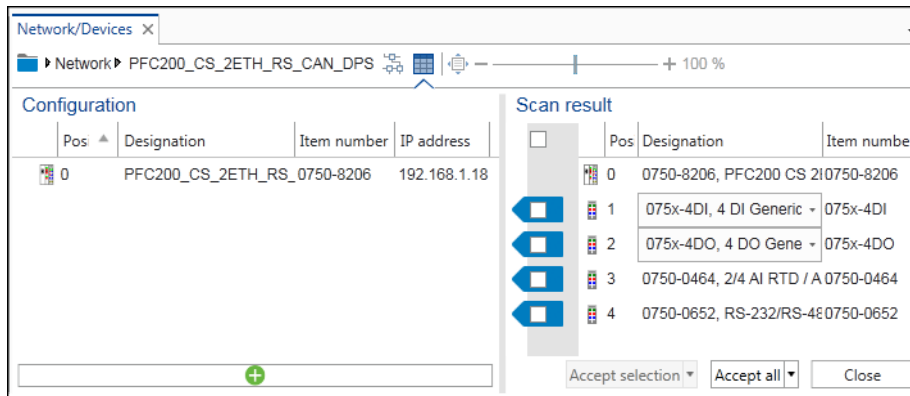 Network/Devices
Network PFC200_CS_2ETH_RS_CAN_DPS 100 %
Configuration
Posi Designation Item number IP address
0 PFC200_CS_2ETH_RS_ 0750-8206 192.168.1.18
Scan result
Pos Designation Item numbe
0 0750-8206, PFC200 CS 2I 0750-8206
1 075x-4DI, 4 DI Generic 075x-4DI
2 075x-4DO, 4 DO Gene 075x-4DO
3 0750-0464, 2/4 AI RTD / A 0750-0464
4 0750-0652, RS-232/RS-48 0750-0652
Accept selection Accept all Close